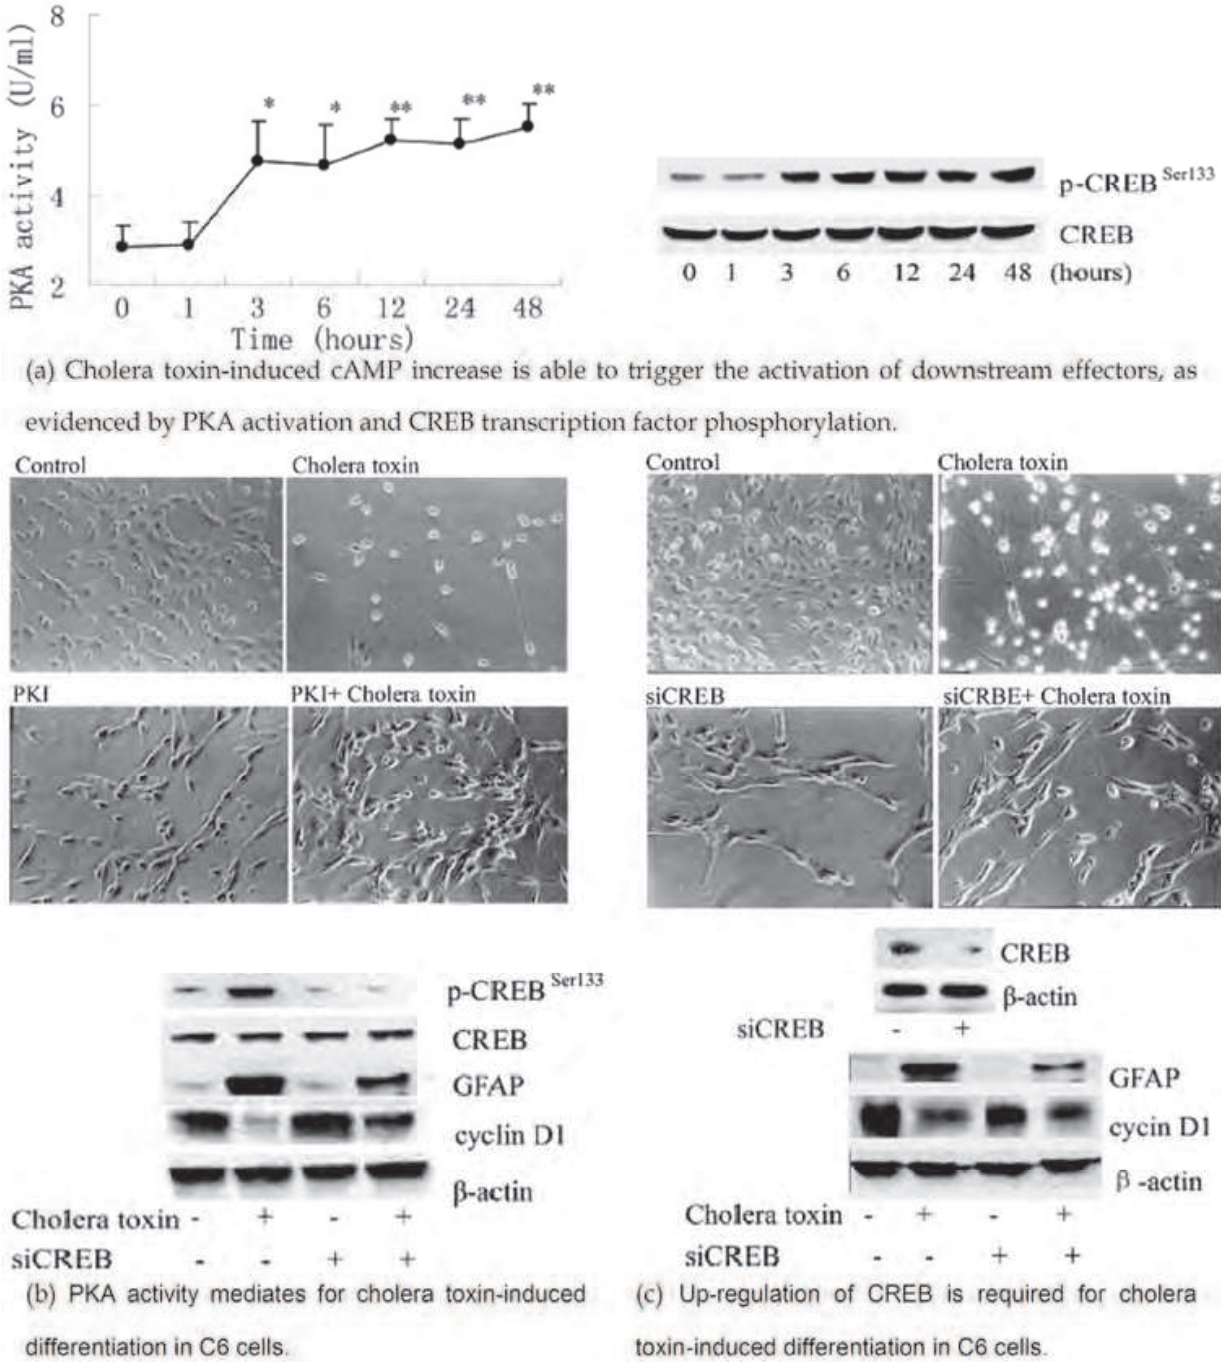 8
6
4
2
PKA activity (U/ml)
* * ** ** **
0 1 3 6 12 24 48
Time (hours)
p-CREB Ser133
CREB
0 1 3 6 12 24 48 (hours)
(a) Cholera toxin-induced cAMP increase is able to trigger the activation of downstream effectors, as
evidenced by PKA activation and CREB transcription factor phosphorylation.
Control Cholera toxin
PKI PKI+ Cholera toxin
p-CREB Ser133
CREB
GFAP
cyclin D1
β-actin
Cholera toxin - + - +
siCREB - - + +
(b) PKA activity mediates for cholera toxin-induced
differentiation in C6 cells.
Control Cholera toxin
siCREB siCRBE+ Cholera toxin
CREB
β-actin
siCREB - +
GFAP
cycin D1
β-actin
Cholera toxin - + - +
siCREB - - + +
(c) Up-regulation of CREB is required for cholera
toxin-induced differentiation in C6 cells.